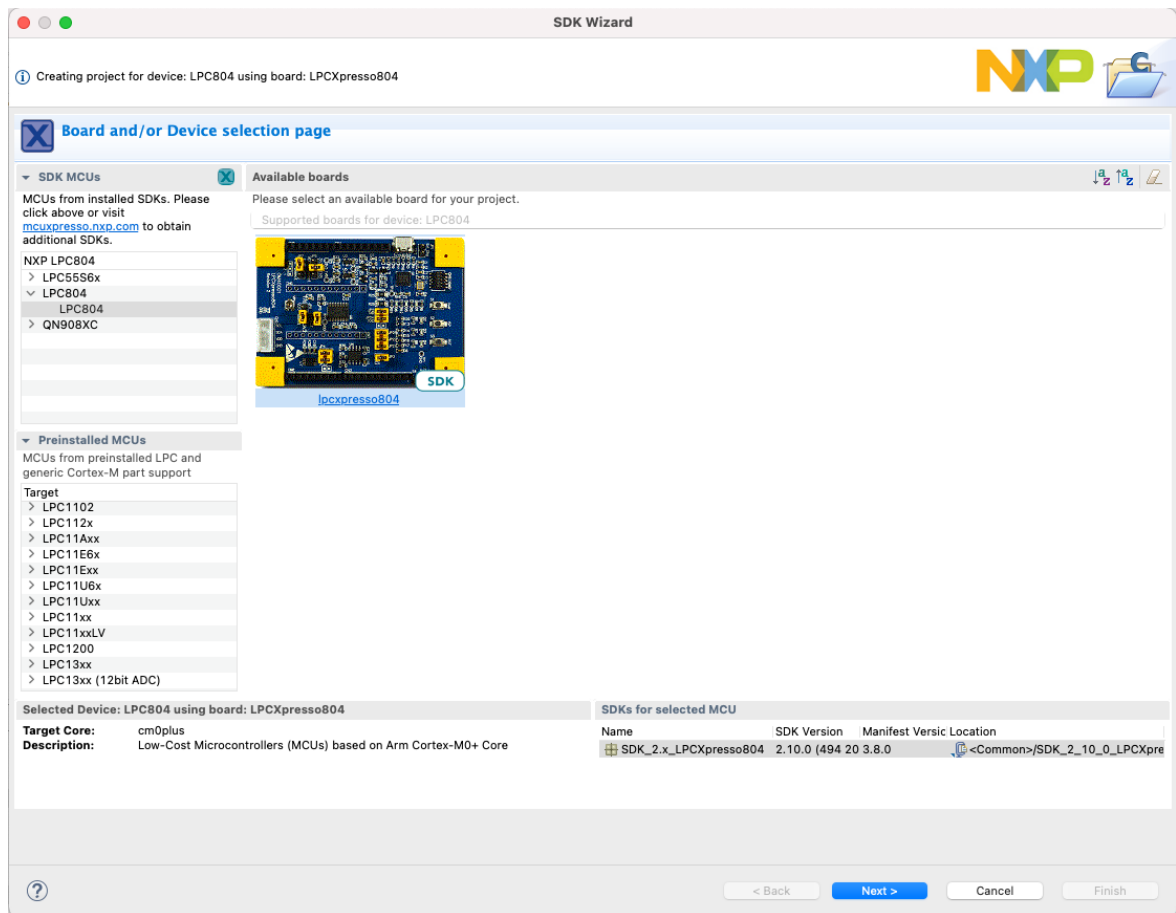 SDK Wizard
Creating project for device: LPC804 using board: LPCXpresso804
NXP
C
Board and/or Device selection page
SDK MCUs
MCUs from installed SDKs. Please
click above or visit
mcuxpresso.nxp.com to obtain
additional SDKs.
NXP LPC804
LPC55S6x
LPC804
LPC804
QN908XC
Preinstalled MCUs
MCUs from preinstalled LPC and
generic Cortex-M part support
Target
LPC1102
LPC112x
LPC11Axx
LPC11E6x
LPC11Exx
LPC11U6x
LPC11Uxx
LPC11xx
LPC11xxLV
LPC1200
LPC13xx
LPC13xx (12bit ADC)
Available boards
Please select an available board for your project.
Supported boards for device: LPC804
SDK
lpcxpresso804
Selected Device: LPC804 using board: LPCXpresso804
Target Core: cm0plus
Description: Low-Cost Microcontrollers (MCUs) based on Arm Cortex-M0+ Core
SDKs for selected MCU
Name SDK Version Manifest Versic Location
SDK_2.x_LPCXpresso804 2.10.0 (494 20 3.8.0 <Common>/SDK_2_10_0_LPCXpre
? < Back Next > Cancel Finish